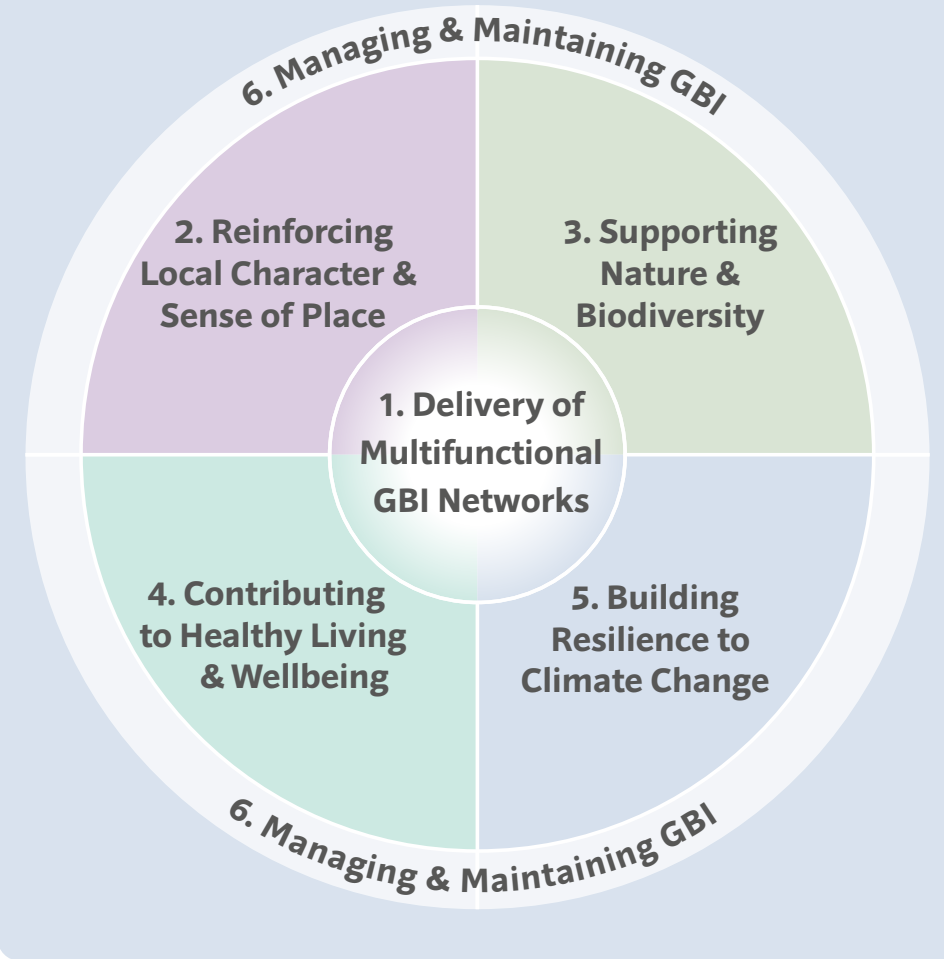 6. Managing & Maintaining GBI
2. Reinforcing
Local Character &
Sense of Place
3. Supporting
Nature &
Biodiversity
1. Delivery of
Multifunctional
GBI Networks
4. Contributing
to Healthy Living
& Wellbeing
5. Building
Resilience to
Climate Change
6. Managing & Maintaining GBI